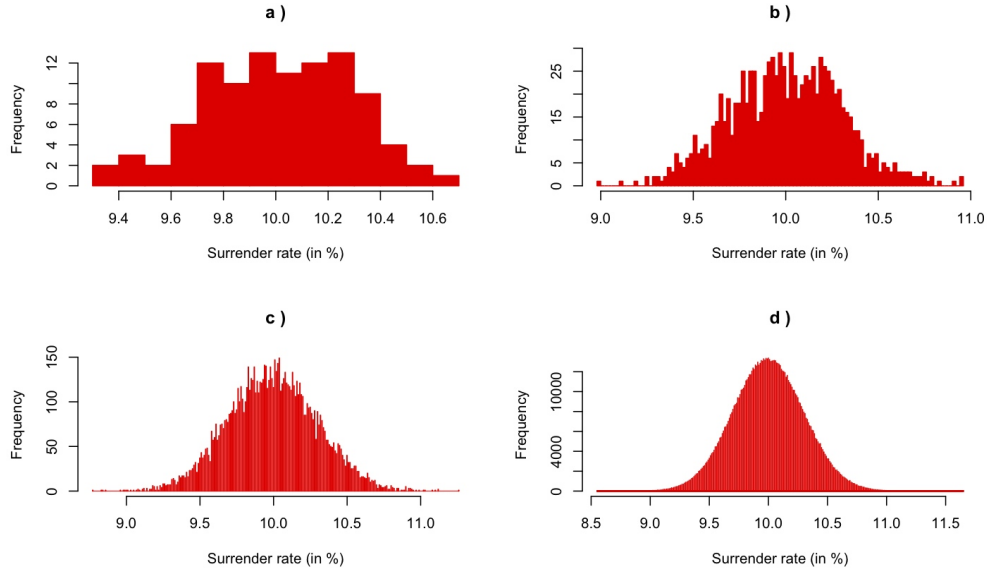 a )
Frequency
0 2 4 6 8 12
9.4 9.6 9.8 10.0 10.2 10.4 10.6
Surrender rate (in %)
b )
Frequency
0 5 15 25
9.0 9.5 10.0 10.5 11.0
Surrender rate (in %)
c )
Frequency
0 50 100 150
9.0 9.5 10.0 10.5 11.0
Surrender rate (in %)
d )
Frequency
0 4000 10000
8.5 9.0 9.5 10.0 10.5 11.0 11.5
Surrender rate (in %)